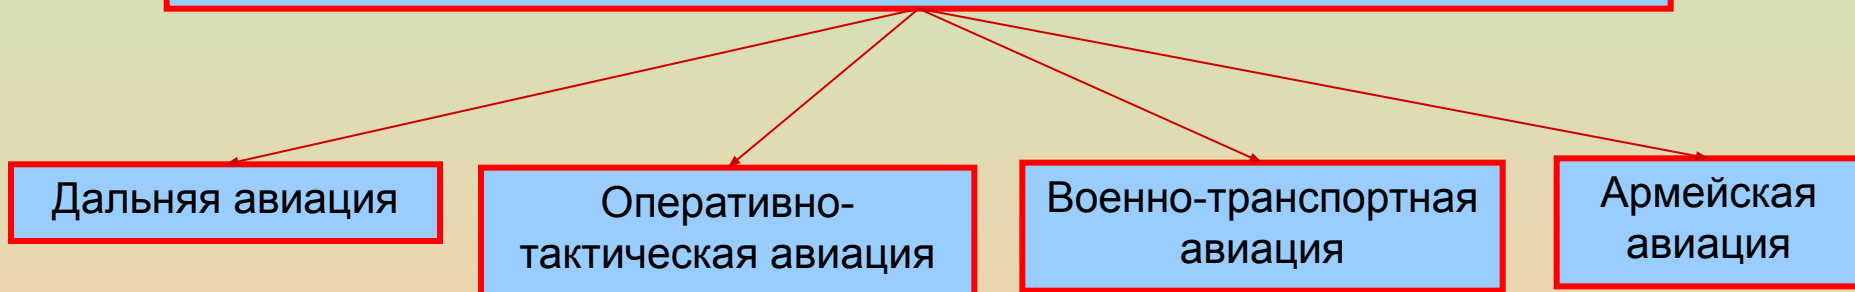 Дальняя авиация
Оперативно-
тактическая авиация
Военно-транспортная
авиация
Армейская
авиация